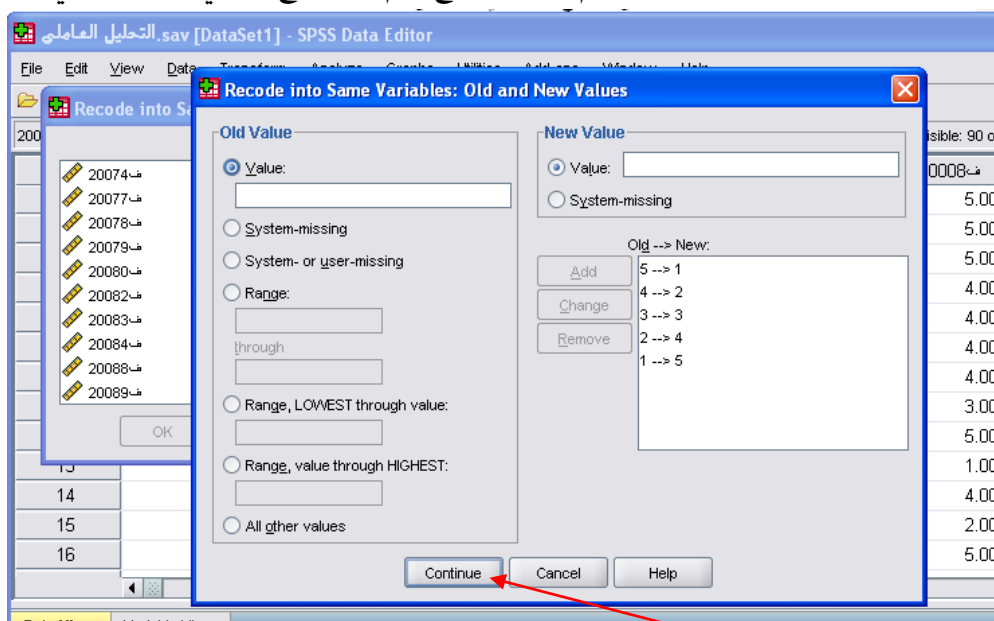 التحليل العاملي.sav [DataSet1] - SPSS Data Editor
File Edit View Data
Recode into Sa
Recode into Same Variables: Old and New Values
200
isible: 90 o
ف20074
ف20077
ف20078
ف20079
ف20080
ف20082
ف20083
ف20084
ف20088
ف20089
OK
Old Value
Value:
System-missing
System- or user-missing
Range:
through
Range, LOWEST through value:
Range, value through HIGHEST:
All other values
New Value
Value:
System-missing
Old --> New:
Add
Change
Remove
5 --> 1
4 --> 2
3 --> 3
2 --> 4
1 --> 5
Continue Cancel Help
ف0008
5.00
5.00
5.00
4.00
4.00
4.00
4.00
3.00
5.00
1.00
14 4.00
15 2.00
16 5.00